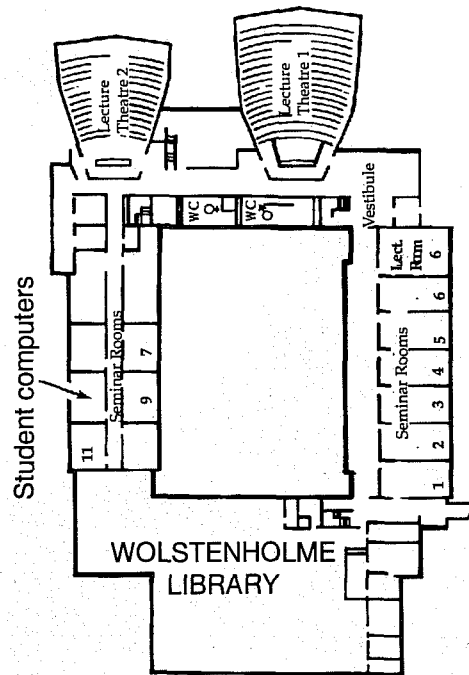 Lecture
Theatre 2
Lecture
Theatre 1
WC ♀
WC ♂
Vestibule
Lect.
Room
6
6
5
4
3
2
1
Seminar Rooms
Seminar Rooms
7
9
11
Student computers
WOLSTENHOLME
LIBRARY